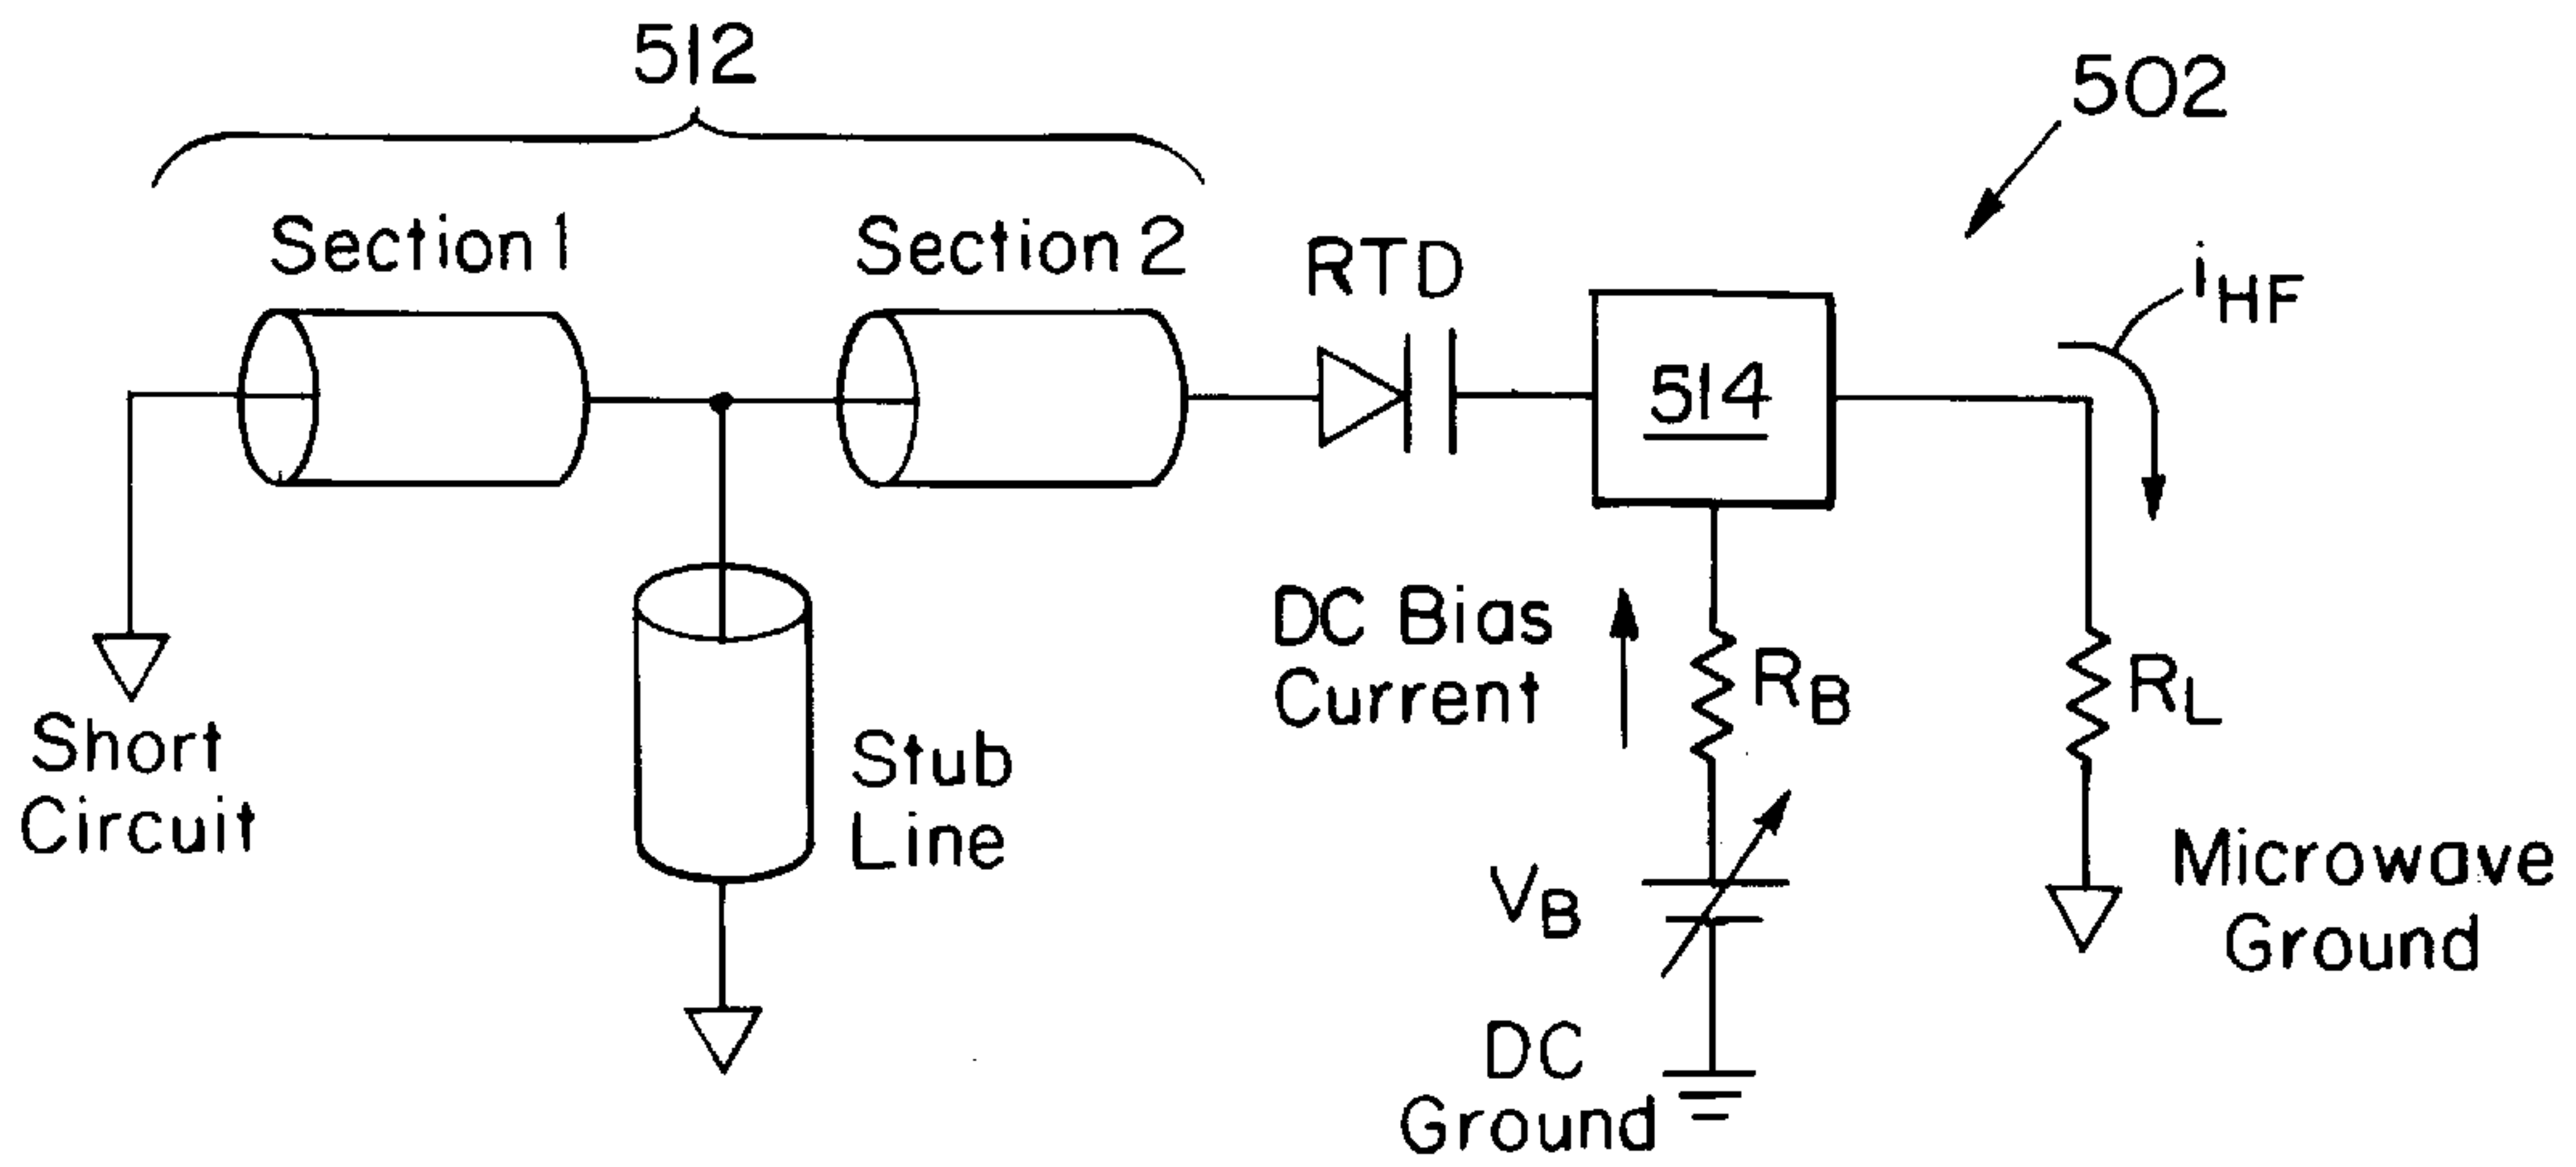 512
502
Section 1
Section 2
RTD
iHF
514
DC Bias
Current
RB
RL
Short
Circuit
Stub
Line
VB
Microwave
Ground
DC
Ground